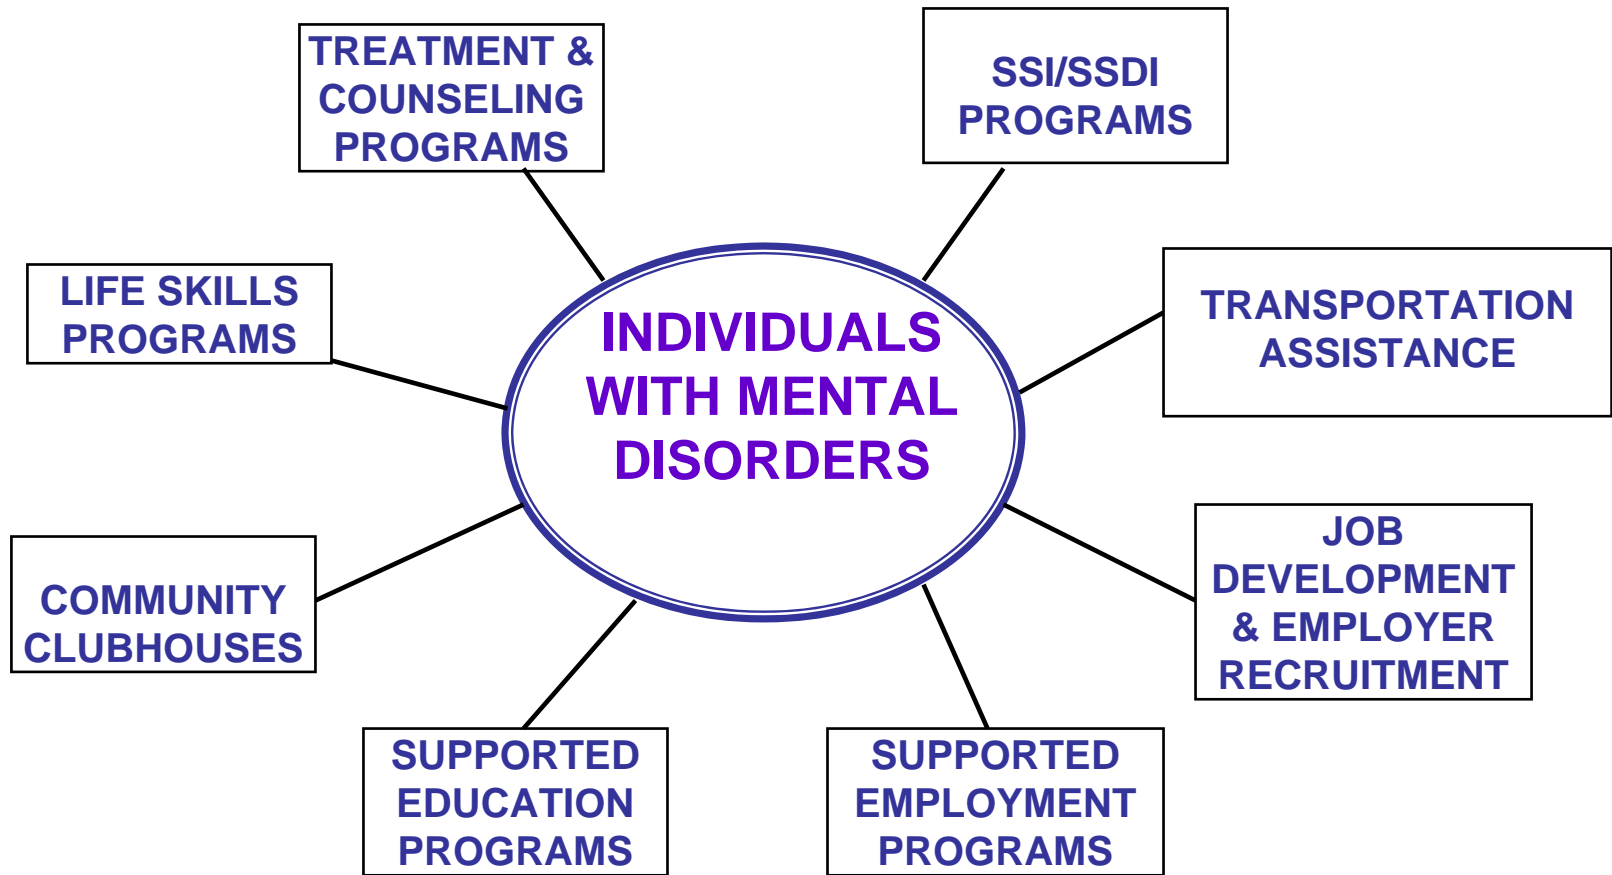 TREATMENT &
COUNSELING
PROGRAMS
SSI/SSDI
PROGRAMS
LIFE SKILLS
PROGRAMS
TRANSPORTATION
ASSISTANCE
INDIVIDUALS
WITH MENTAL
DISORDERS
COMMUNITY
CLUBHOUSES
JOB
DEVELOPMENT
& EMPLOYER
RECRUITMENT
SUPPORTED
EDUCATION
PROGRAMS
SUPPORTED
EMPLOYMENT
PROGRAMS